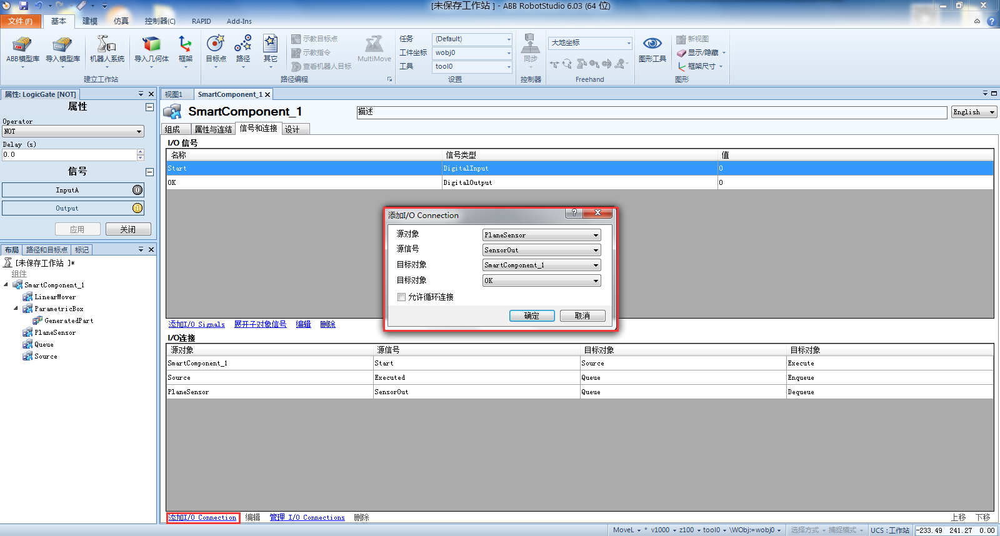 [未保存工作站 ] - ABB RobotStudio 6.03 (64 位)
文件(F) 基本 建模 仿真 控制器(C) RAPID Add-Ins
ABB模型库 导入模型库 机器人系统 导入几何体 框架
建立工作站
目标点 路径 其它
示教目标点
示教指令
查看机器人目标
MultiMove
路径编程
任务 (Default)
工件坐标 wobj0
工具 tool0
设置
同步
控制器
大地坐标
Freehand
图形工具
新视图
显示/隐藏
框架尺寸
图形
属性: LogicGate [NOT]
属性
Operator
NOT
Delay (s)
0.0
信号
InputA 0
Output 1
应用 关闭
布局 路径和目标点 标记
[未保存工作站 ]*
组件
SmartComponent_1
LinearMover
ParametricBox
GeneratedPart
PlaneSensor
Queue
Source
视图1 SmartComponent_1
SmartComponent_1 描述 English
组成 属性与连结 信号和连接 设计
I/O 信号
名称 信号类型 值
Start DigitalInput 0
OK DigitalOutput 0
添加I/O Signals 展开子对象信号 编辑 删除
添加I/O Connection ?
源对象 PlaneSensor
源信号 SensorOut
目标对象 SmartComponent_1
目标对象 OK
允许循环连接
确定 取消
I/O连接
源对象 源信号 目标对象 目标对象
SmartComponent_1 Start Source Execute
Source Executed Queue Enqueue
PlaneSensor SensorOut Queue Dequeue
添加I/O Connection 编辑 管理 I/O Connections 删除 上移 下移
MoveL * v1000 z100 tool0 \WObj:=wobj0 选择方式 捕捉模式 UCS :工作站 -233.49 241.27 0.00